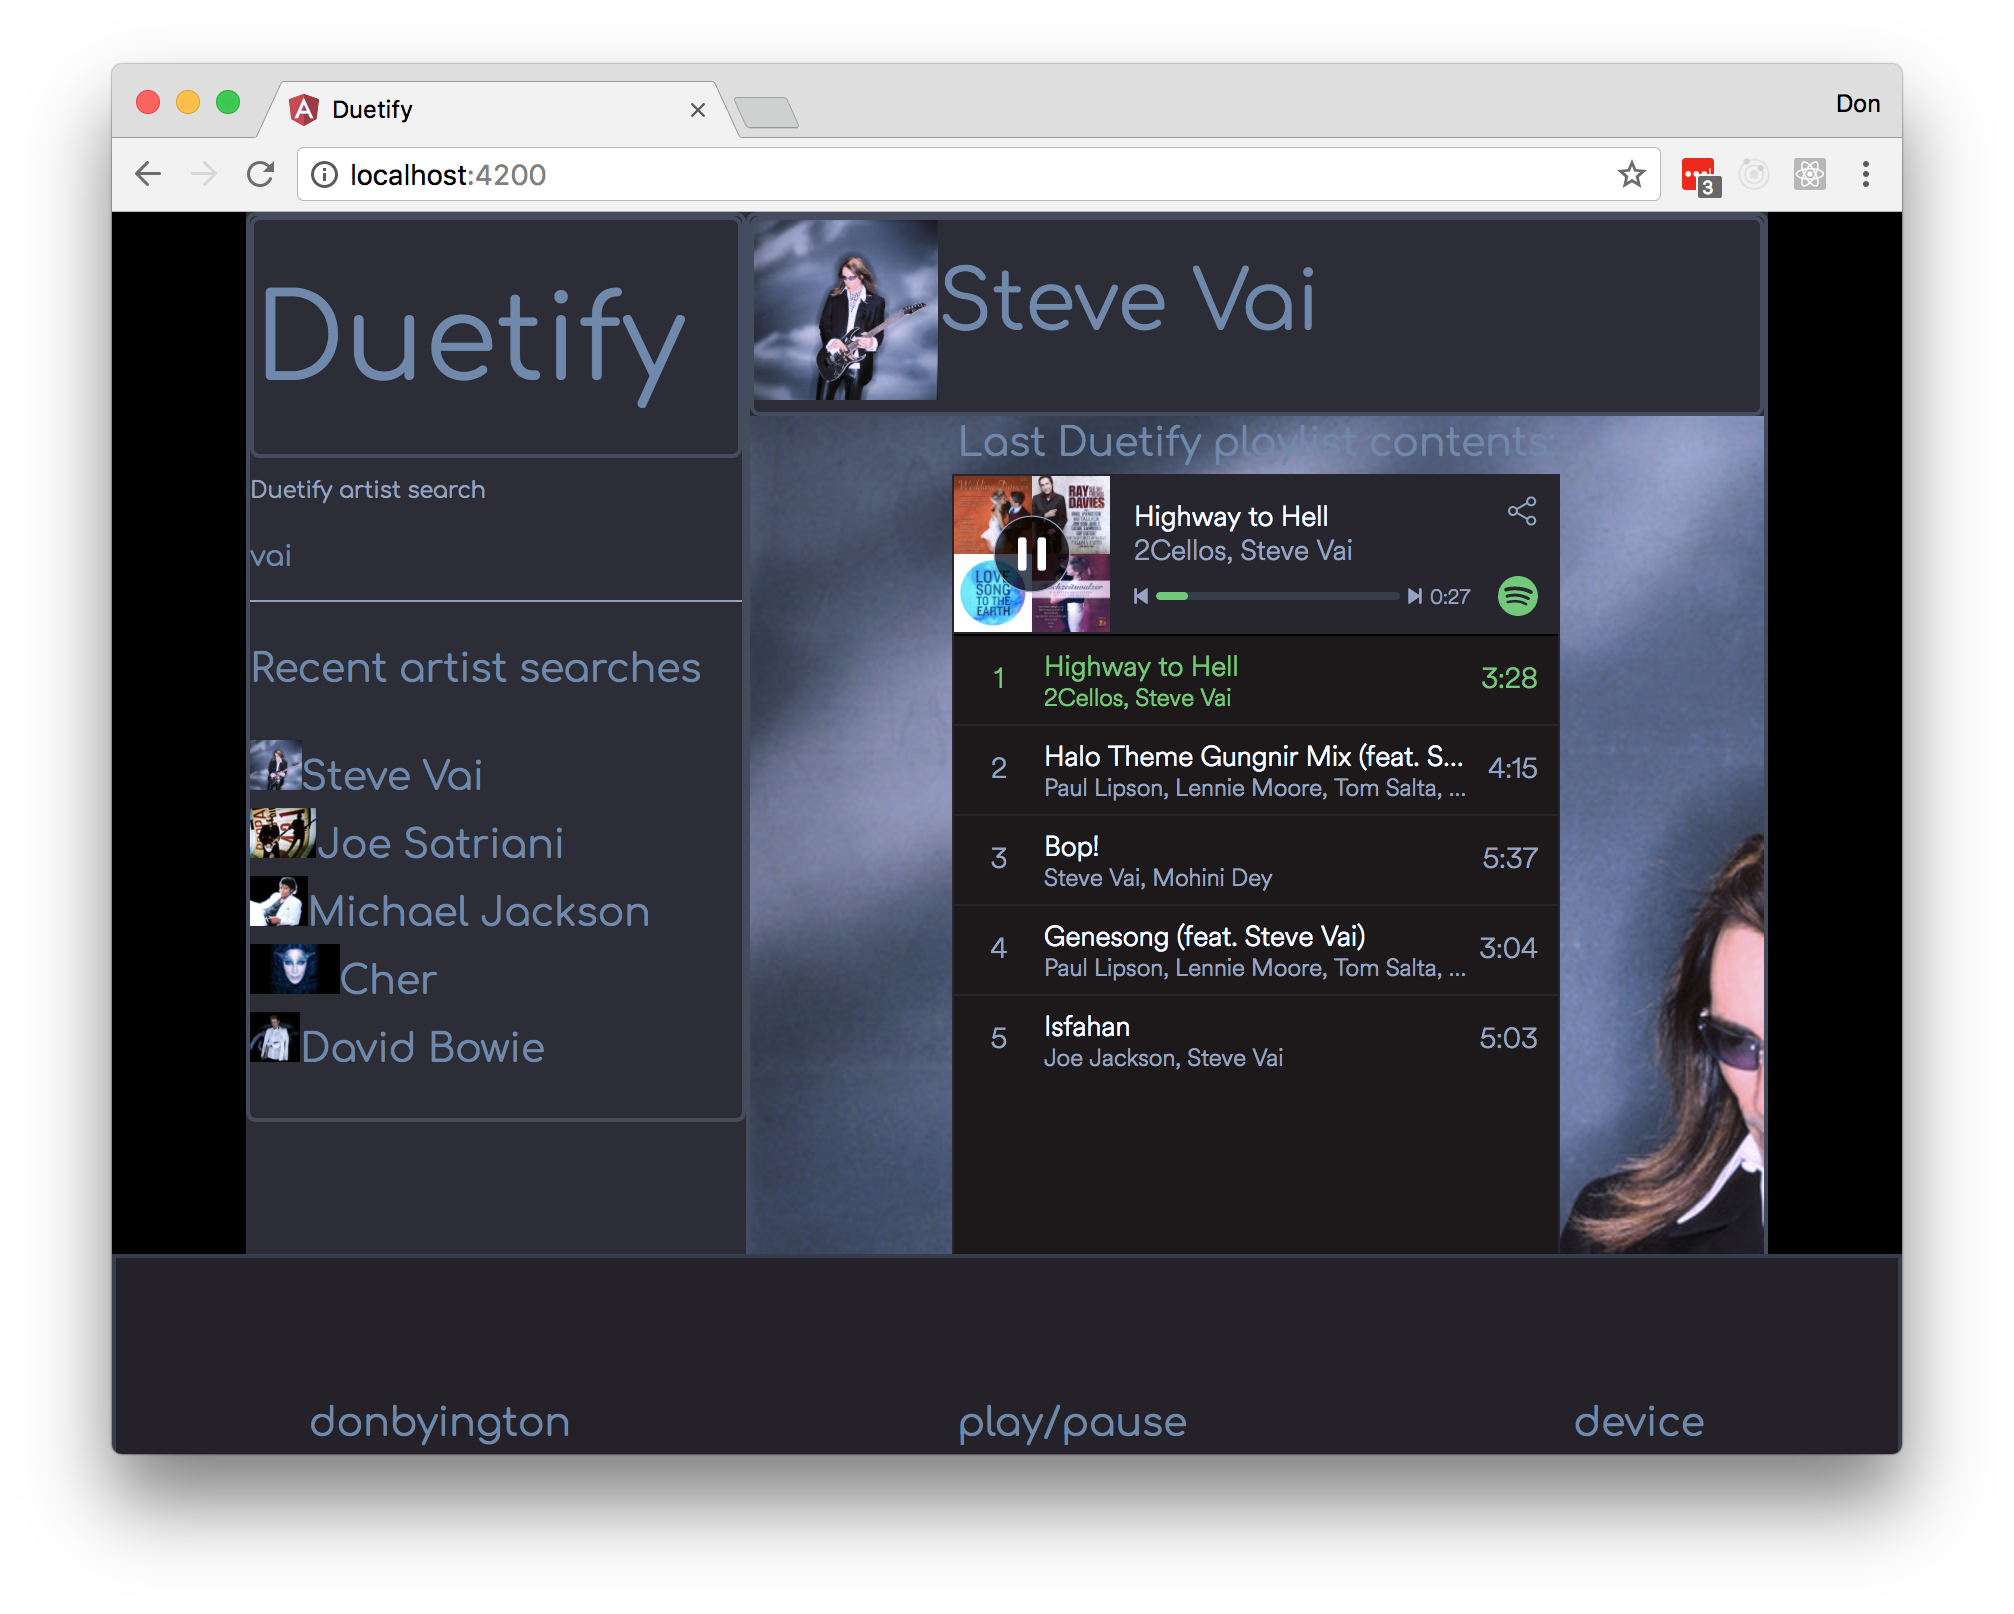 Duetify
Don
localhost:4200
3
Duetify
Steve Vai
Duetify artist search
vai
Recent artist searches
Steve Vai
Joe Satriani
Michael Jackson
Cher
David Bowie
Last Duetify playlist contents:
Wedding Dances
RAY DAVIES
LOVE
SONG
TO THE
EARTH
Highway to Hell
2Cellos, Steve Vai
0:27
1 Highway to Hell 3:28
2Cellos, Steve Vai
2 Halo Theme Gungnir Mix (feat. S... 4:15
Paul Lipson, Lennie Moore, Tom Salta, ...
3 Bop! 5:37
Steve Vai, Mohini Dey
4 Genesong (feat. Steve Vai) 3:04
Paul Lipson, Lennie Moore, Tom Salta, ...
5 Isfahan 5:03
Joe Jackson, Steve Vai
donbyington play/pause device